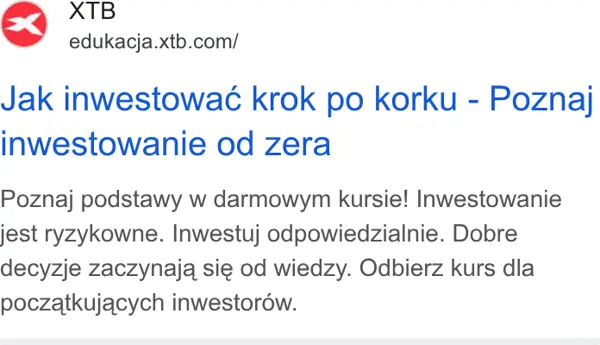 XTB
edukacja.xtb.com/
Jak inwestować krok po korku - Poznaj
inwestowanie od zera
Poznaj podstawy w darmowym kursie! Inwestowanie
jest ryzykowne. Inwestuj odpowiedzialnie. Dobre
decyzje zaczynają się od wiedzy. Odbierz kurs dla
początkujących inwestorów.